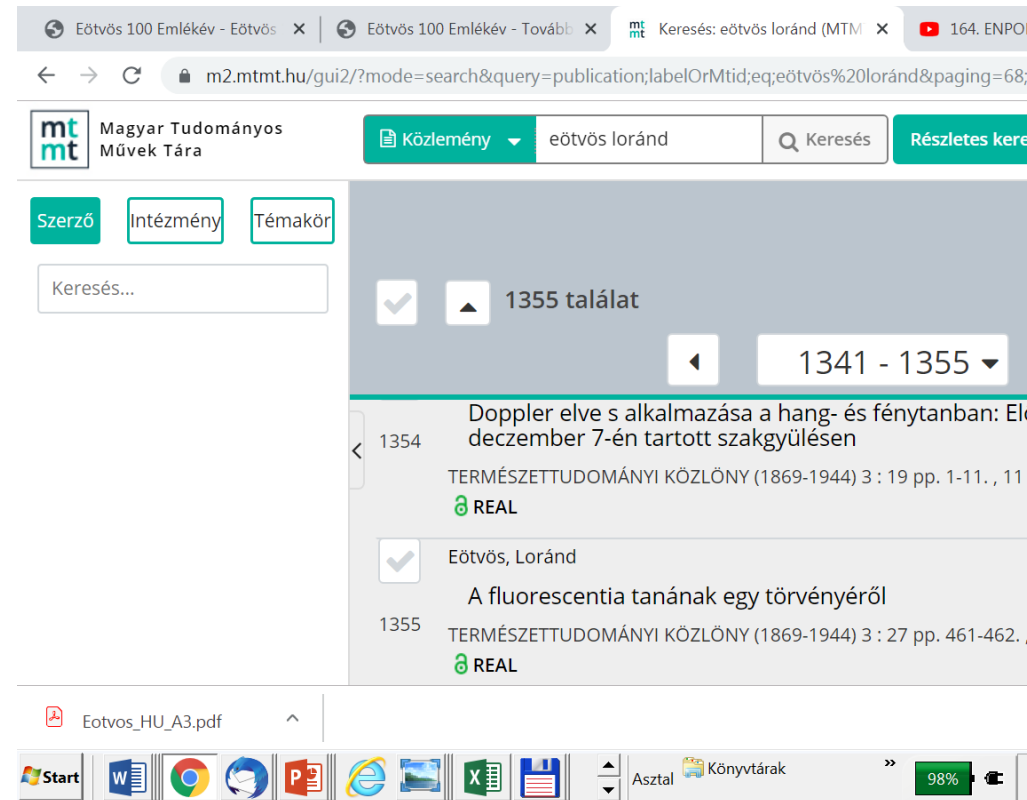 Eötvös 100 Emlékév - Eötvös
Eötvös 100 Emlékév - Tovább
Keresés: eötvös loránd (MTM
164. ENPOI
m2.mtmt.hu/gui2/?mode=search&query=publication;labelOrMtid;eq;eötvös%20loránd&paging=68;
mt
mt
Magyar Tudományos
Művek Tára
Közlemény
eötvös loránd
Keresés
Részletes kere
Szerző
Intézmény
Témakör
Keresés...
1355 találat
1341 - 1355
Doppler elve s alkalmazása a hang- és fénytanban: Elő
1354
deczember 7-én tartott szakgyülésen
TERMÉSZETTUDOMÁNYI KÖZLÖNY (1869-1944) 3 : 19 pp. 1-11. , 11
REAL
Eötvös, Loránd
A fluorescentia tanának egy törvényéről
1355
TERMÉSZETTUDOMÁNYI KÖZLÖNY (1869-1944) 3 : 27 pp. 461-462. ,
REAL
Eotvos_HU_A3.pdf
Start
Asztal
Könyvtárak
»
98%